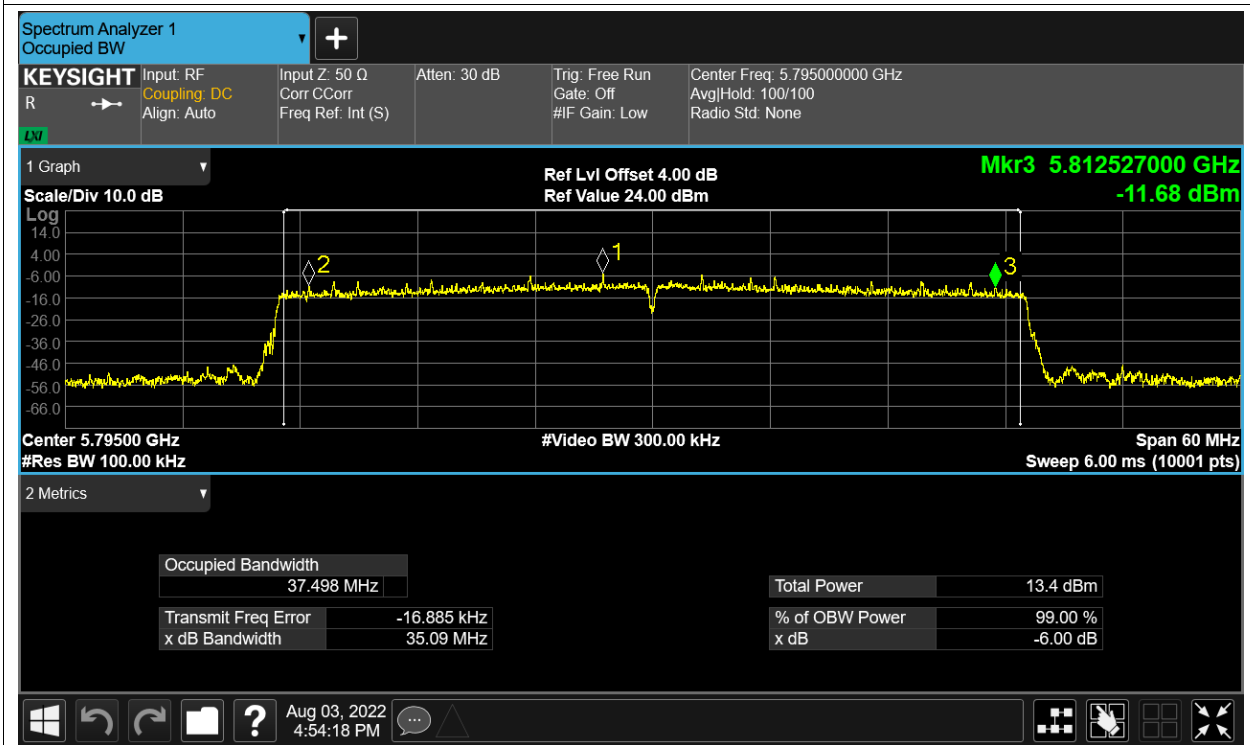 Spectrum Analyzer 1
Occupied BW
KEYSIGHT
R
LXI
Input: RF
Coupling: DC
Align: Auto
Input Z: 50 Ω
Corr CCorr
Freq Ref: Int (S)
Atten: 30 dB
Trig: Free Run
Gate: Off
#IF Gain: Low
Center Freq: 5.795000000 GHz
Avg|Hold: 100/100
Radio Std: None
1 Graph
Scale/Div 10.0 dB
Ref Lvl Offset 4.00 dB
Ref Value 24.00 dBm
Mkr3 5.812527000 GHz
-11.68 dBm
Log
14.0
4.00
-6.00
-16.0
-26.0
-36.0
-46.0
-56.0
-66.0
2
1
3
Center 5.79500 GHz
#Res BW 100.00 kHz
#Video BW 300.00 kHz
Span 60 MHz
Sweep 6.00 ms (10001 pts)
2 Metrics
Occupied Bandwidth
37.498 MHz
Transmit Freq Error -16.885 kHz
x dB Bandwidth 35.09 MHz
Total Power 13.4 dBm
% of OBW Power 99.00 %
x dB -6.00 dB
?
Aug 03, 2022
4:54:18 PM